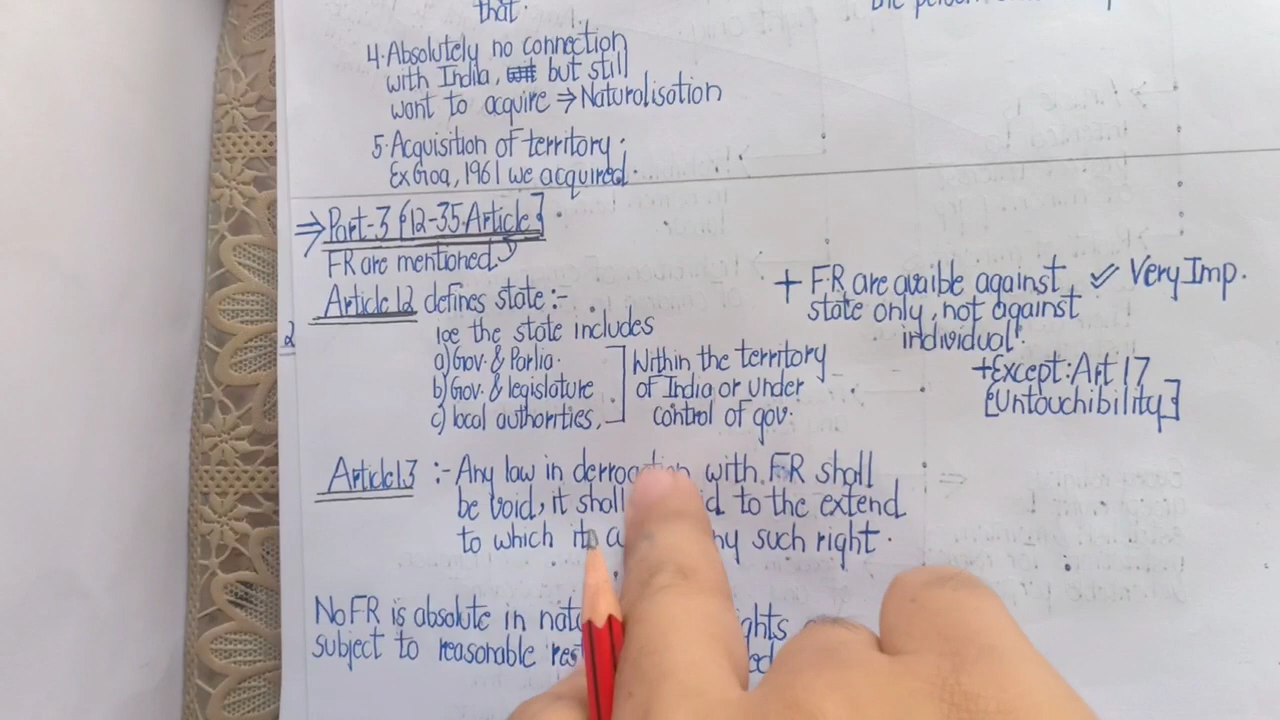 that.
4. Absolutely no connection
with India, but still
want to acquire ⇒ Naturalisation
5. Acquisition of territory.
Ex Goa, 1961 we acquired.
⇒ Part-3 [12-35 Article]
FR are mentioned
Article 12 defines state :-
the state includes
a) Gov. & Parlia.
b) Gov. & legislature
c) local authorities,
Within the territory
of India or under
control of gov.
+ F.R are avaible against
state only, not against
individual.
✓ Very Imp.
+Except: Art 17
[Untouchibility]
2
Article 13 :- Any law in with FR shall
be void, it shall to the extend
to which it such right.
No FR is absolute in
subject to reasonable